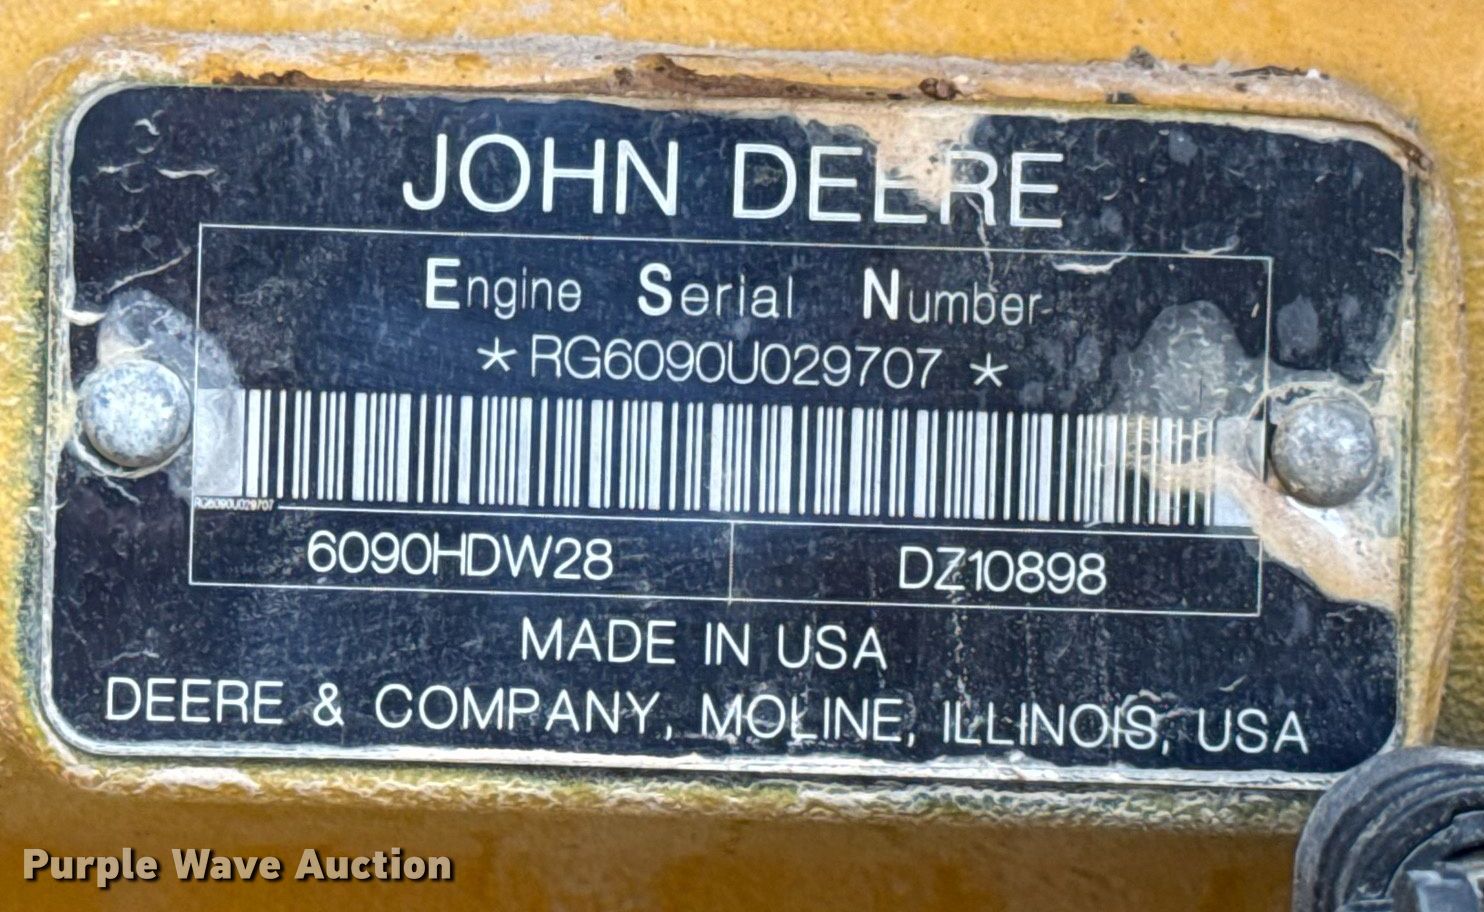 JOHN DEERE
Engine Serial Number
*RG6090U029707*
RG6090U029707
6090HDW28 DZ10898
MADE IN USA
DEERE & COMPANY, MOLINE, ILLINOIS, USA
Purple Wave Auction